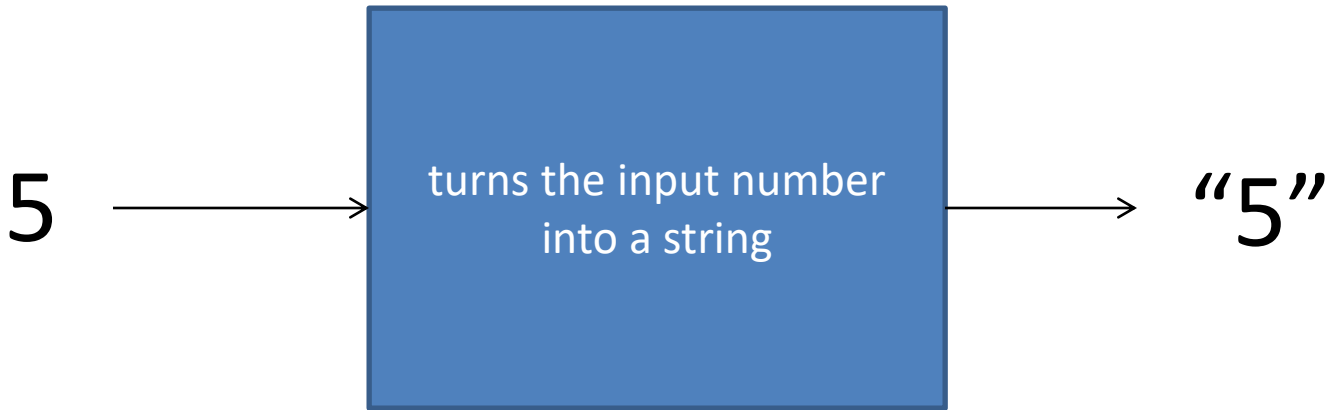 5
turns the input number
into a string
“5”